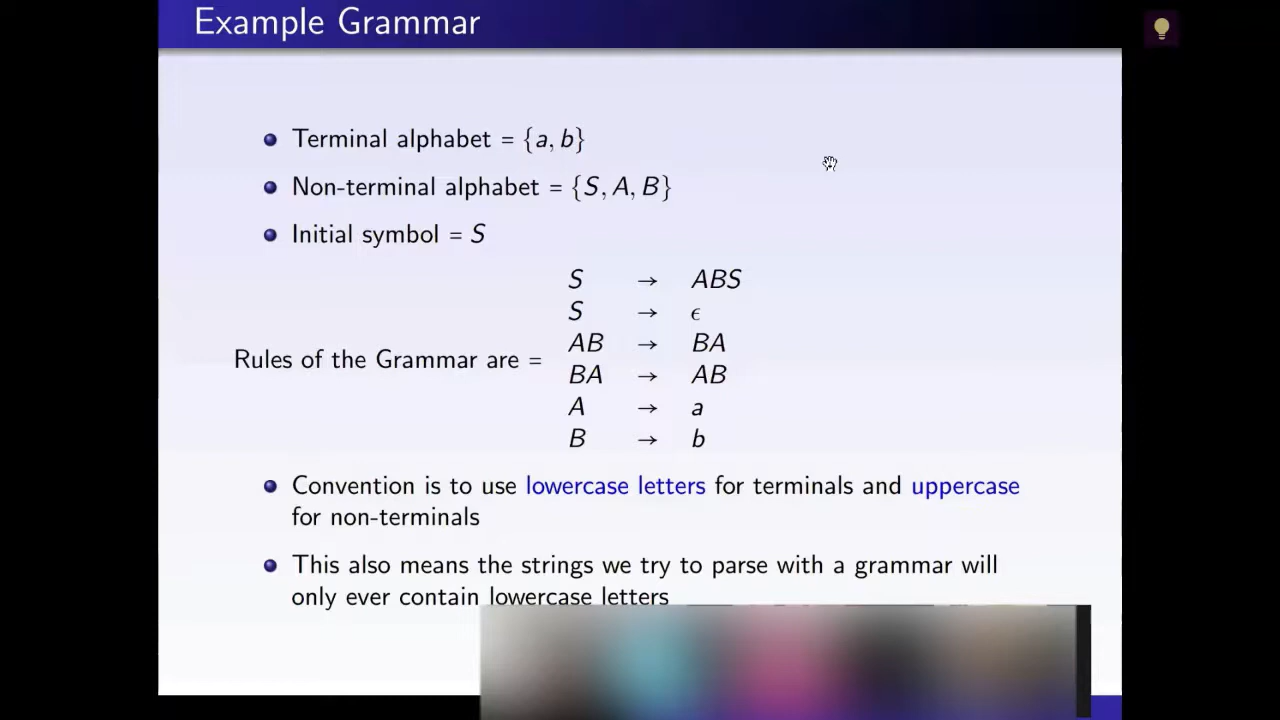 Example Grammar
Terminal alphabet = {a, b}
Non-terminal alphabet = {S, A, B}
Initial symbol = S
S → ABS
S → ϵ
AB → BA
Rules of the Grammar are =
BA → AB
A → a
B → b
Convention is to use lowercase letters for terminals and uppercase
for non-terminals
This also means the strings we try to parse with a grammar will
only ever contain lowercase letters